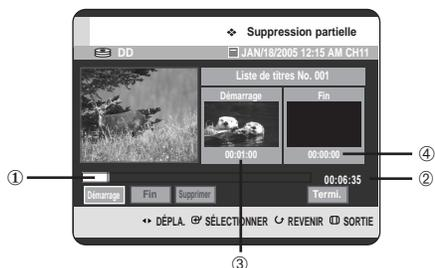 ❖ Suppression partielle
DD JAN/18/2005 12:15 AM CH11
Liste de titres No. 001
Démarrage Fin
00:01:00 00:00:00
④
①
00:06:35 ②
Démarrage Fin Supprimer Termi.
DÉPLA. SÉLECTIONNER REVENIR SORTIE
③